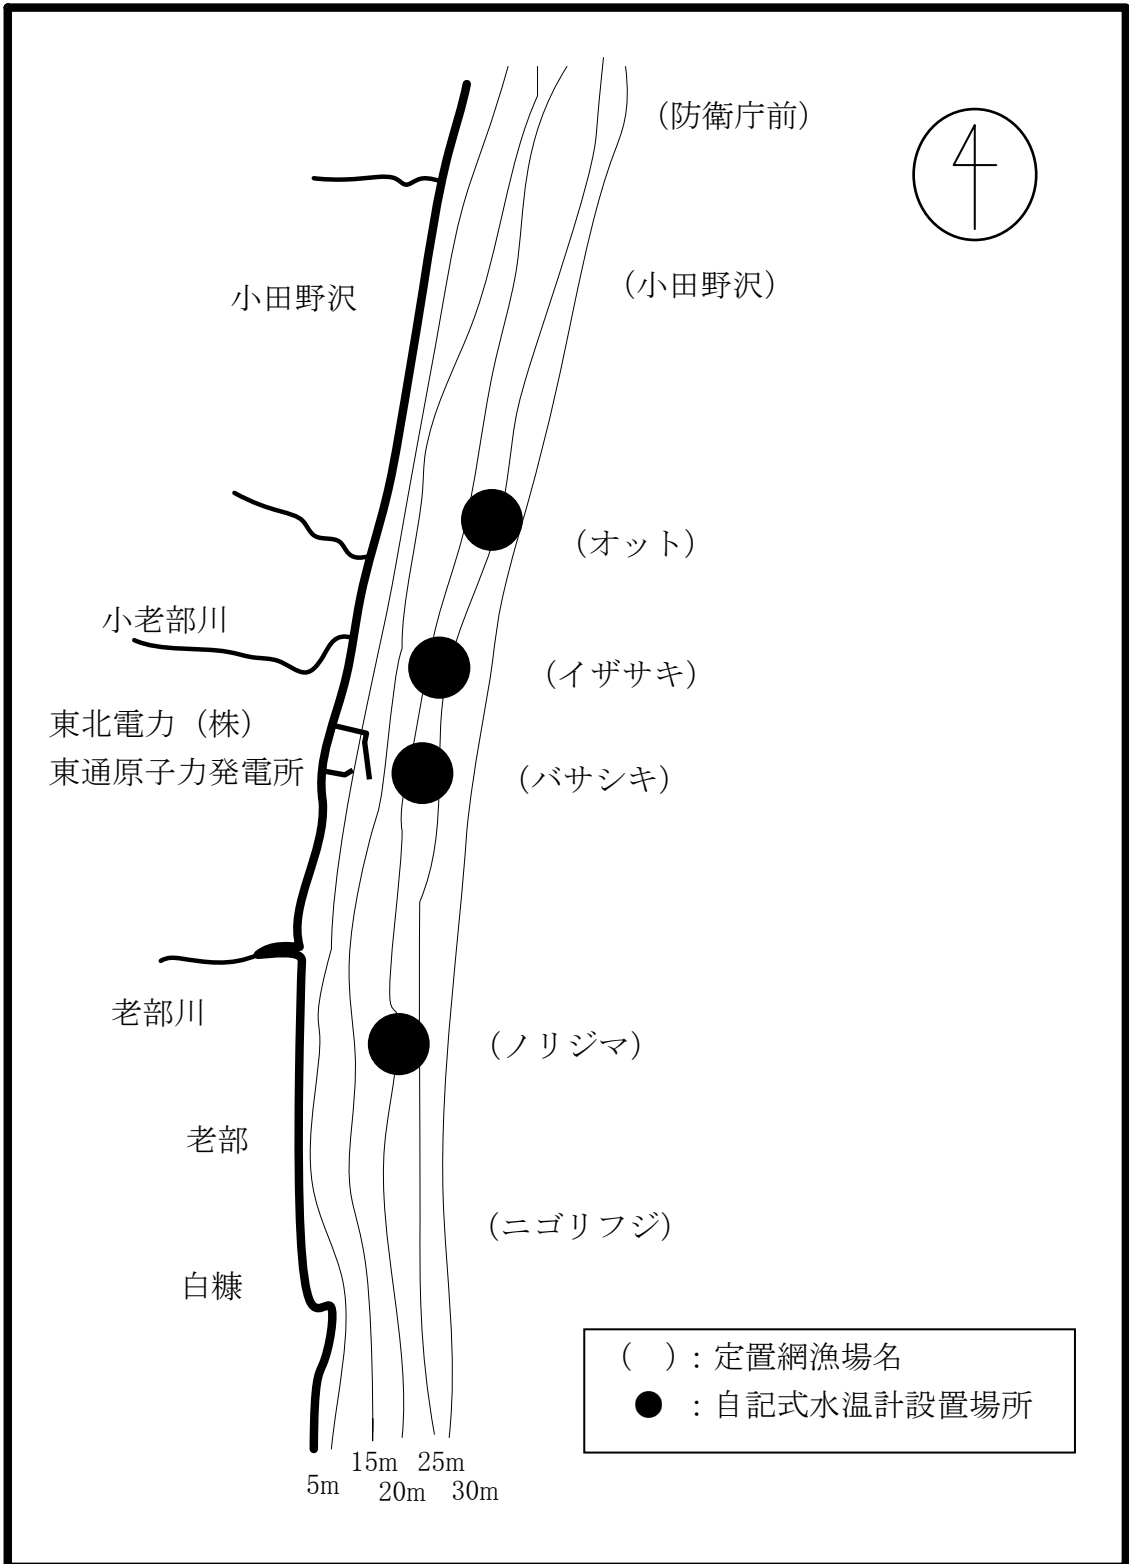 （防衛庁前）
（小田野沢）
小田野沢
（オット）
小老部川
（イザサキ）
東北電力（株）
東通原子力発電所
（バサシキ）
老部川
（ノリジマ）
老部
（ニゴリフジ）
白糠
（　）：定置網漁場名
●：自記式水温計設置場所
15m 25m
5m 20m 30m